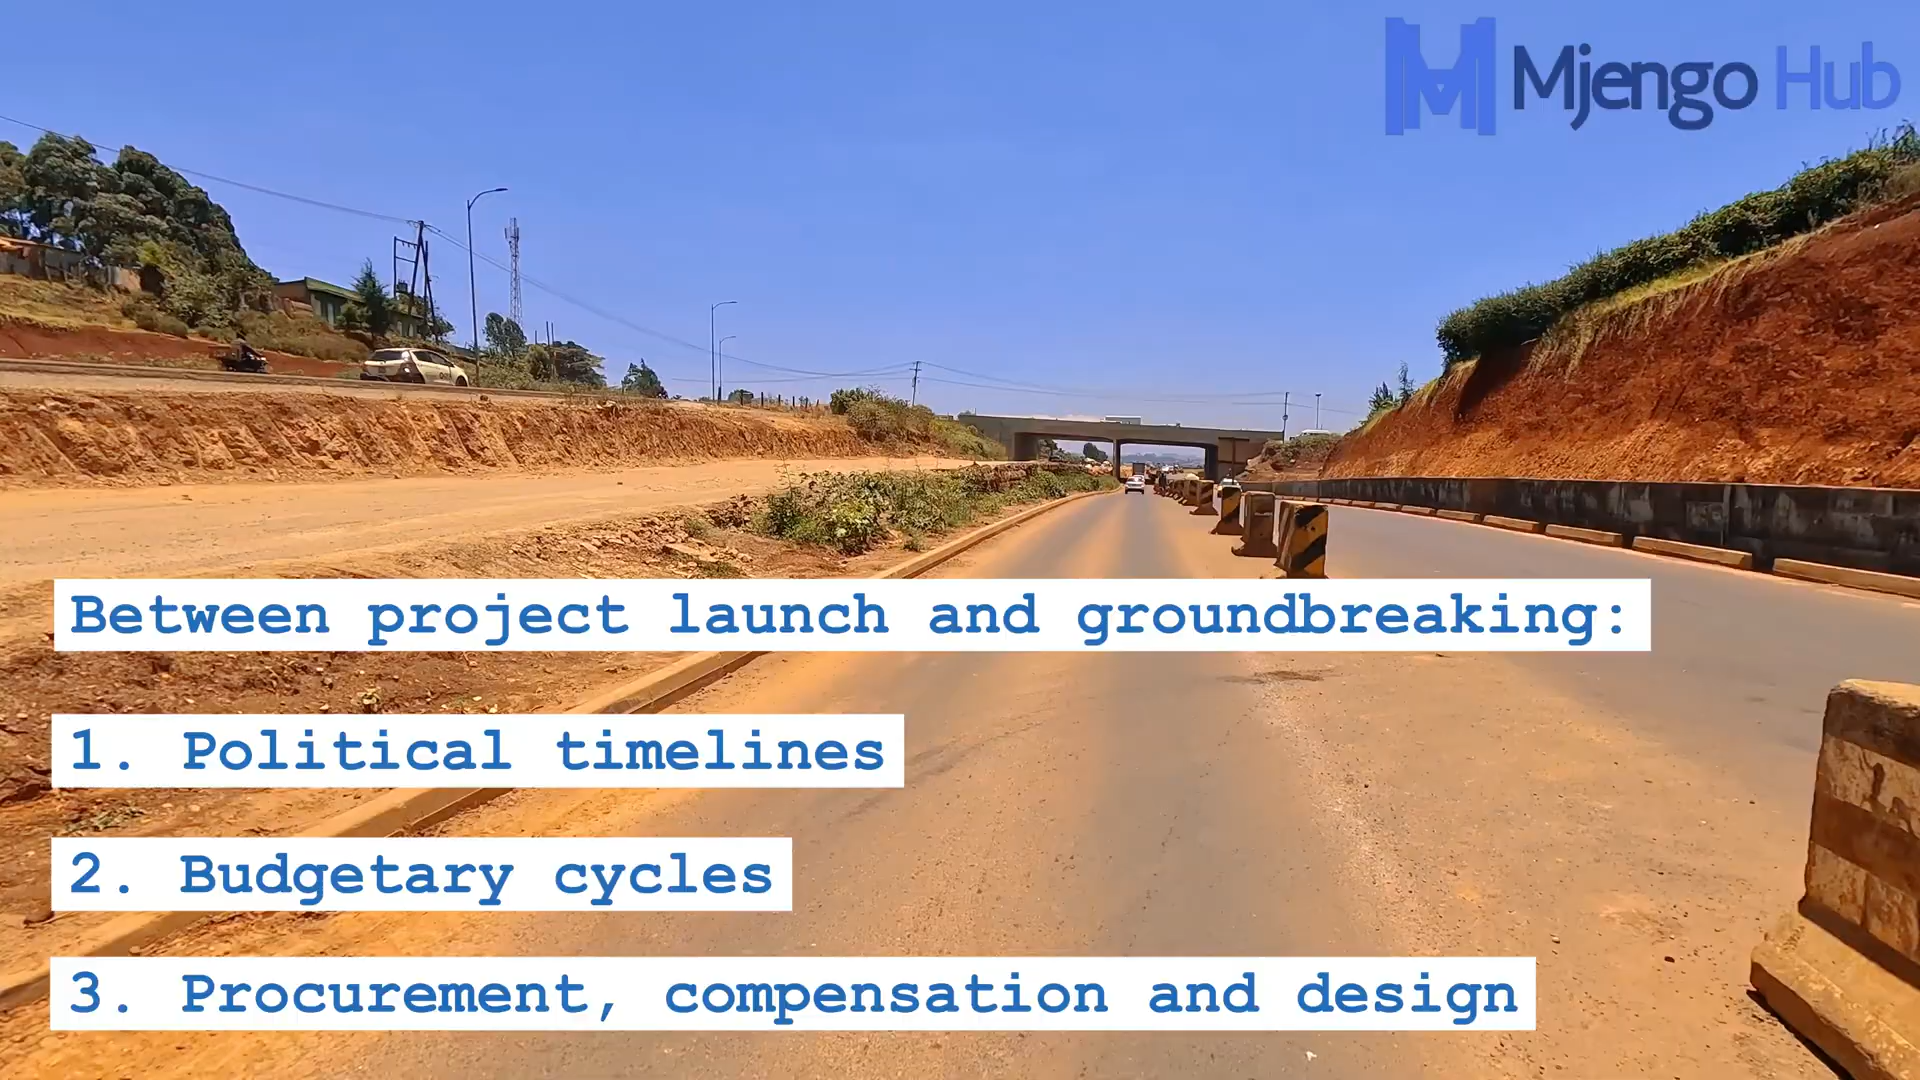 Mjengo Hub
Between project launch and groundbreaking:
1. Political timelines
2. Budgetary cycles
3. Procurement, compensation and design